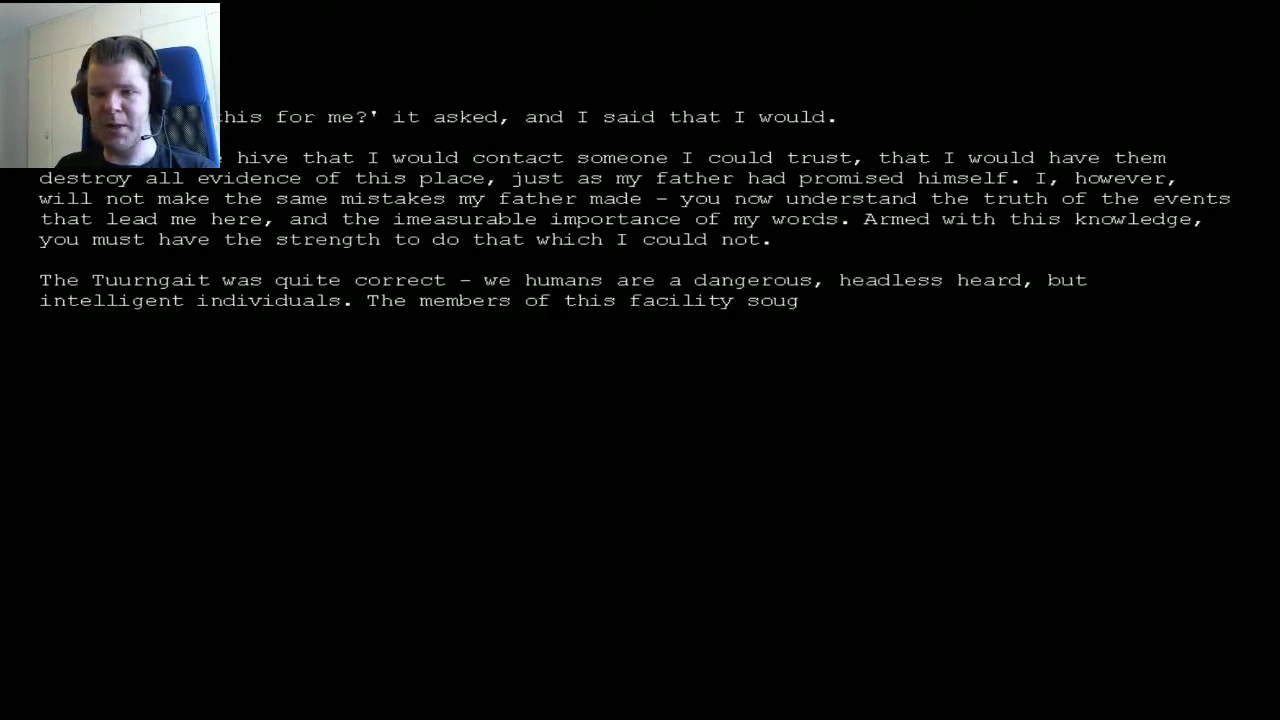 this for me?' it asked, and I said that I would.
hive that I would contact someone I could trust, that I would have them
destroy all evidence of this place, just as my father had promised himself. I, however,
will not make the same mistakes my father made - you now understand the truth of the events
that lead me here, and the imeasurable importance of my words. Armed with this knowledge,
you must have the strength to do that which I could not.
The Tuurngait was quite correct - we humans are a dangerous, headless heard, but
intelligent individuals. The members of this facility soug